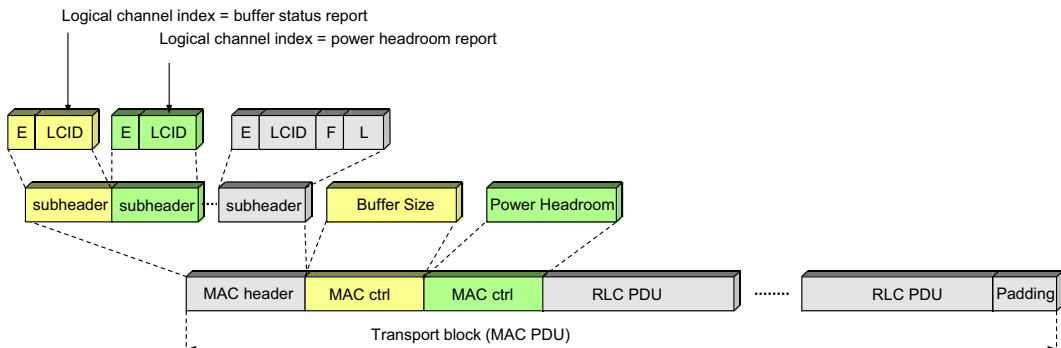 Logical channel index = buffer status report
Logical channel index = power headroom report
E LCID E LCID E LCID F L
subheader subheader subheader Buffer Size Power Headroom
MAC header MAC ctrl MAC ctrl RLC PDU RLC PDU Padding
Transport block (MAC PDU)